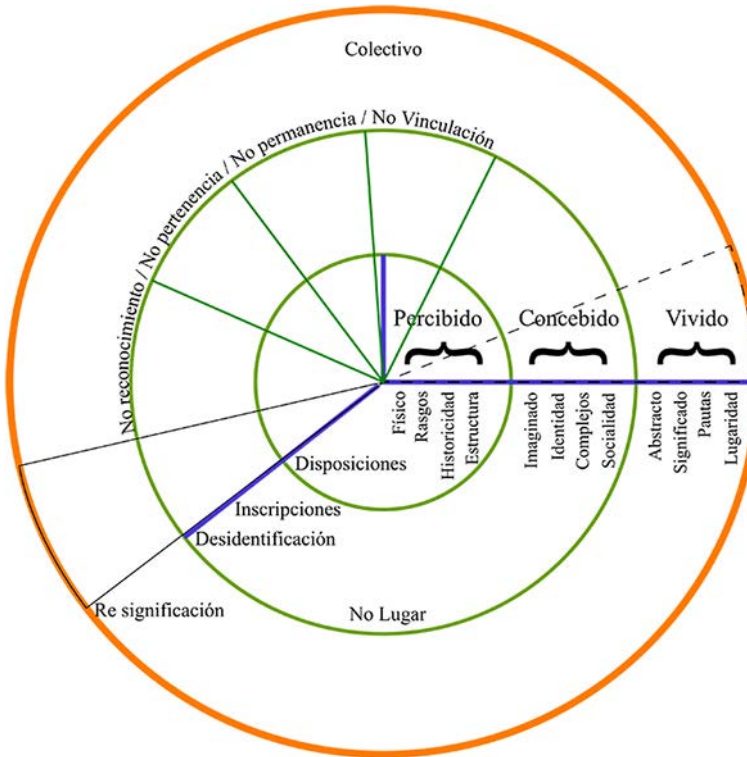 Colectivo
No reconocimiento / No pertenencia / No permanencia / No Vinculación
Percibido
Concebido
Vivido
Físico
Rasgos
Historicidad
Estructura
Imaginado
Identidad
Complejos
Socialidad
Abstracto
Significado
Pautas
Lugaridad
Disposiciones
Inscripciones
Desidentificación
Re significación
No Lugar